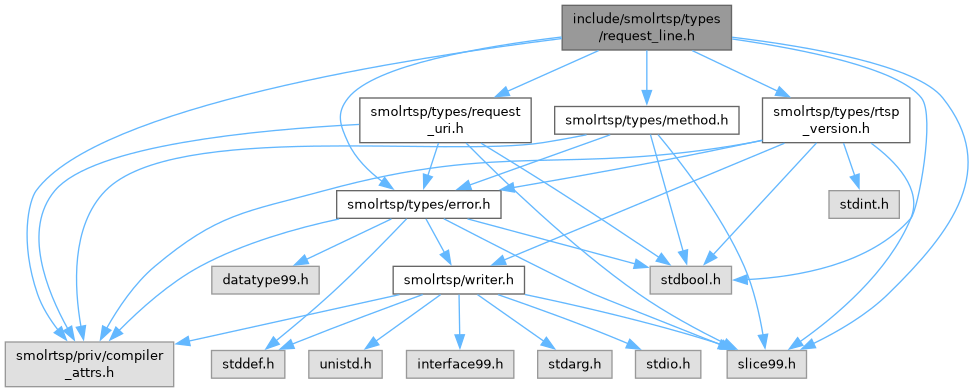 include/smolrtsp/types
/request_line.h
smolrtsp/types/request
_uri.h
smolrtsp/types/method.h
smolrtsp/types/rtsp
_version.h
smolrtsp/types/error.h
stdint.h
datatype99.h
smolrtsp/writer.h
stdbool.h
smolrtsp/priv/compiler
_attrs.h
stddef.h
unistd.h
interface99.h
stdarg.h
stdio.h
slice99.h